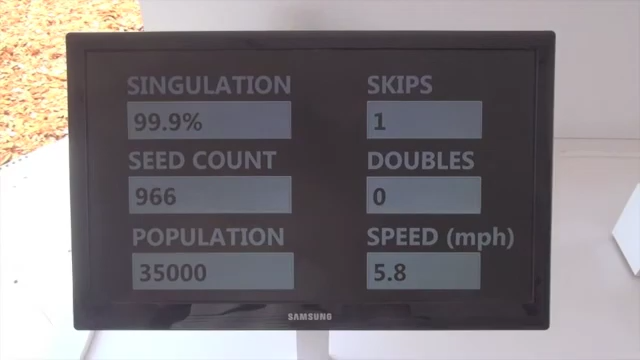 SINGULATION
99.9%
SEED COUNT
966
POPULATION
35000
SKIPS
1
DOUBLES
0
SPEED (mph)
5.8
SAMSUNG